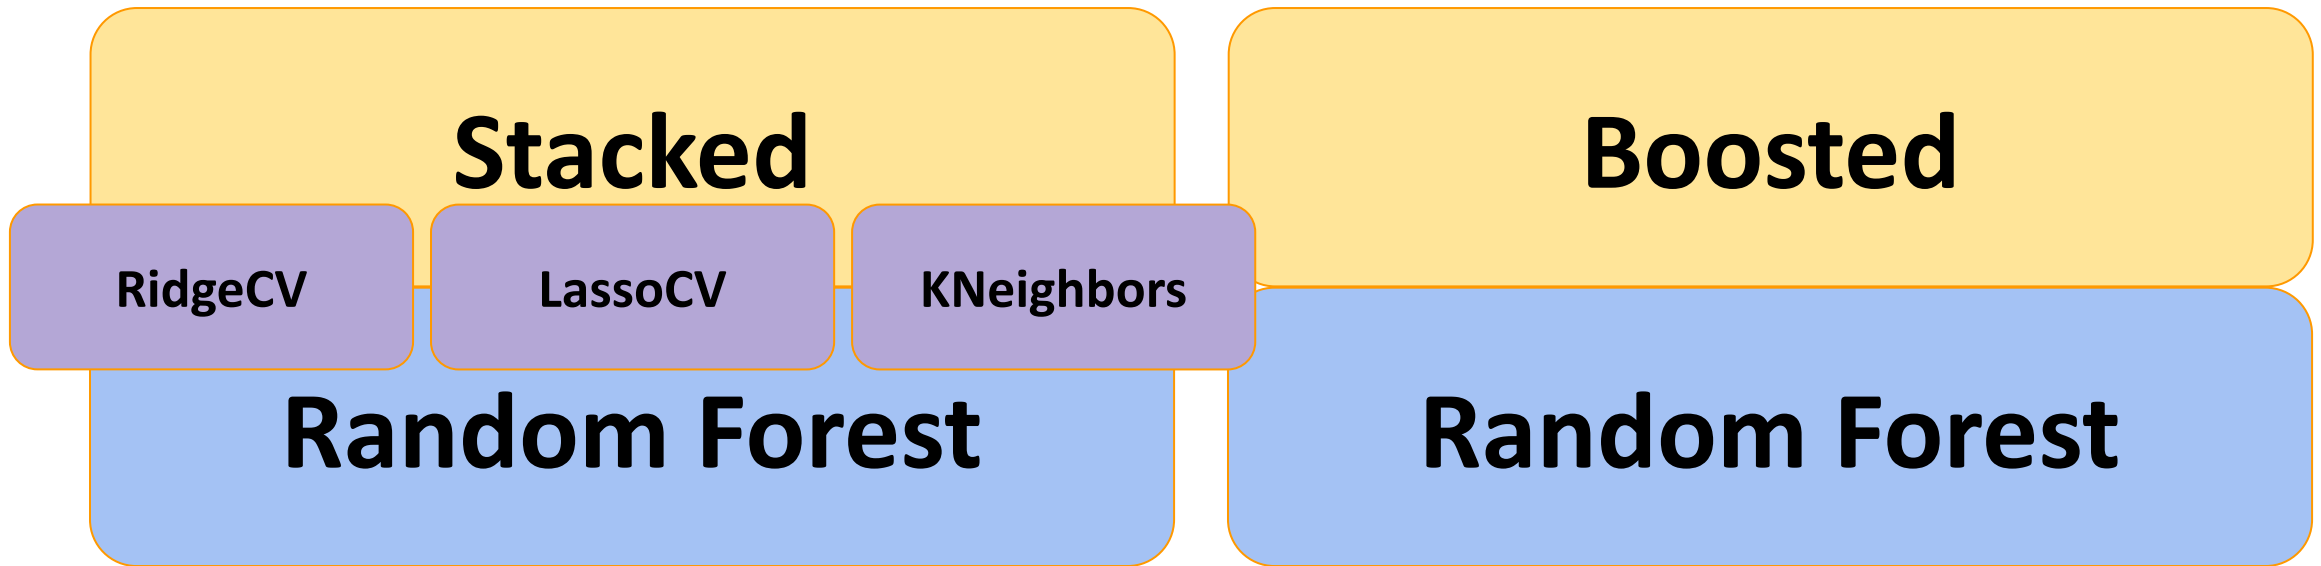 Stacked
Boosted
RidgeCV
LassoCV
KNeighbors
Random Forest
Random Forest